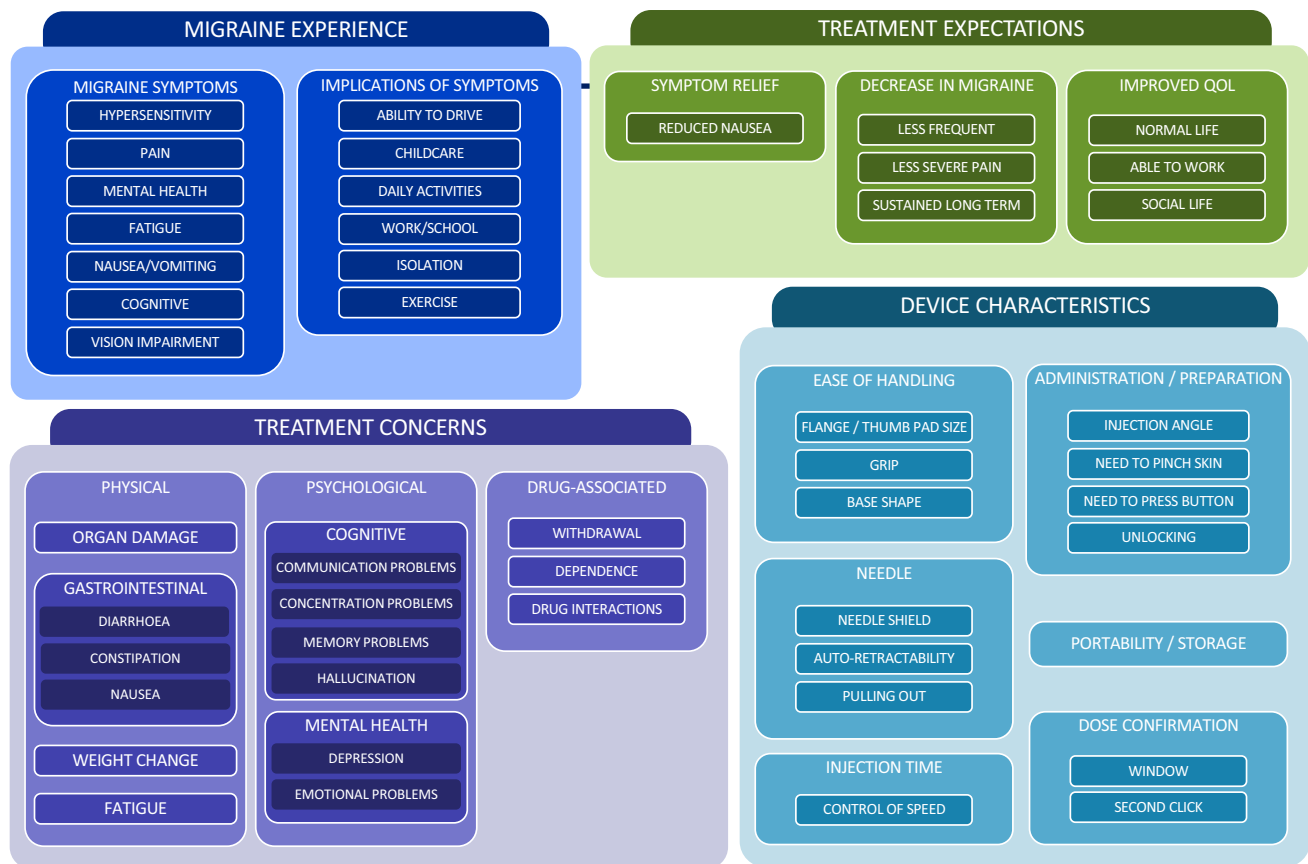 MIGRAINE EXPERIENCE
MIGRAINE SYMPTOMS
HYPERSENSITIVITY
PAIN
MENTAL HEALTH
FATIGUE
NAUSEA/VOMITING
COGNITIVE
VISION IMPAIRMENT
IMPLICATIONS OF SYMPTOMS
ABILITY TO DRIVE
CHILDCARE
DAILY ACTIVITIES
WORK/SCHOOL
ISOLATION
EXERCISE
TREATMENT EXPECTATIONS
SYMPTOM RELIEF
REDUCED NAUSEA
DECREASE IN MIGRAINE
LESS FREQUENT
LESS SEVERE PAIN
SUSTAINED LONG TERM
IMPROVED QOL
NORMAL LIFE
ABLE TO WORK
SOCIAL LIFE
TREATMENT CONCERNS
PHYSICAL
ORGAN DAMAGE
GASTROINTESTINAL
DIARRHOEA
CONSTIPATION
NAUSEA
WEIGHT CHANGE
FATIGUE
PSYCHOLOGICAL
COGNITIVE
COMMUNICATION PROBLEMS
CONCENTRATION PROBLEMS
MEMORY PROBLEMS
HALLUCINATION
MENTAL HEALTH
DEPRESSION
EMOTIONAL PROBLEMS
DRUG-ASSOCIATED
WITHDRAWAL
DEPENDENCE
DRUG INTERACTIONS
DEVICE CHARACTERISTICS
EASE OF HANDLING
FLANGE / THUMB PAD SIZE
GRIP
BASE SHAPE
NEEDLE
NEEDLE SHIELD
AUTO-RETRACTABILITY
PULLING OUT
INJECTION TIME
CONTROL OF SPEED
ADMINISTRATION / PREPARATION
INJECTION ANGLE
NEED TO PINCH SKIN
NEED TO PRESS BUTTON
UNLOCKING
PORTABILITY / STORAGE
DOSE CONFIRMATION
WINDOW
SECOND CLICK